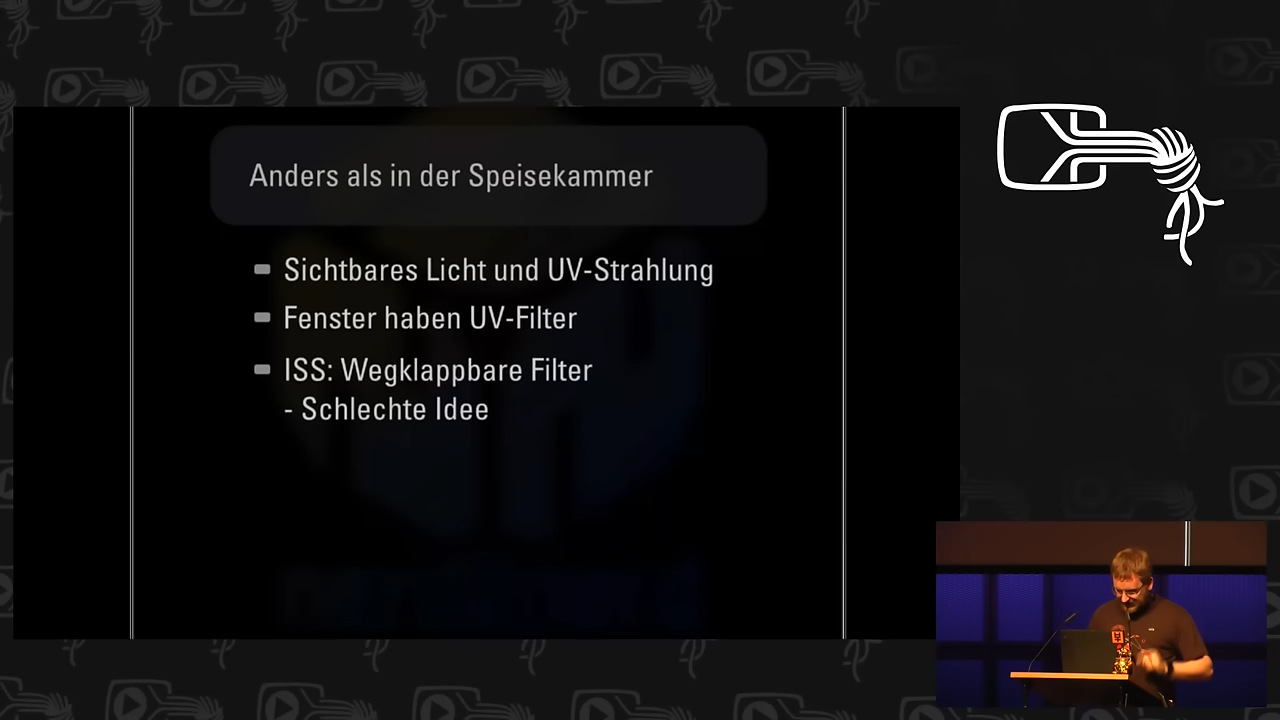 Anders als in der Speisekammer
Sichtbares Licht und UV-Strahlung
Fenster haben UV-Filter
ISS: Wegklappbare Filter
- Schlechte Idee